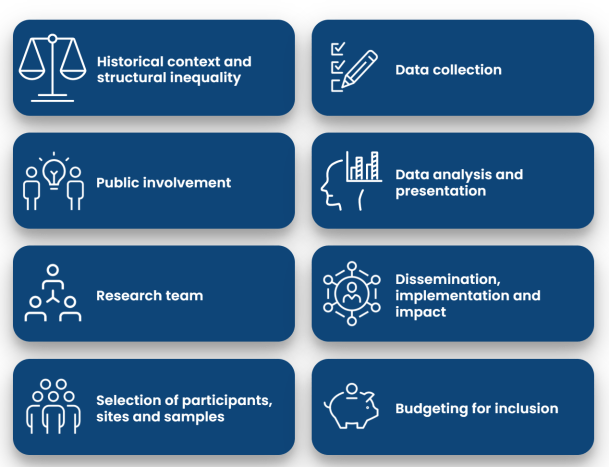 Historical context and
structural inequality
Public involvement
Research team
Selection of participants,
sites and samples
Data collection
Data analysis and
presentation
Dissemination,
implementation and
impact
Budgeting for inclusion